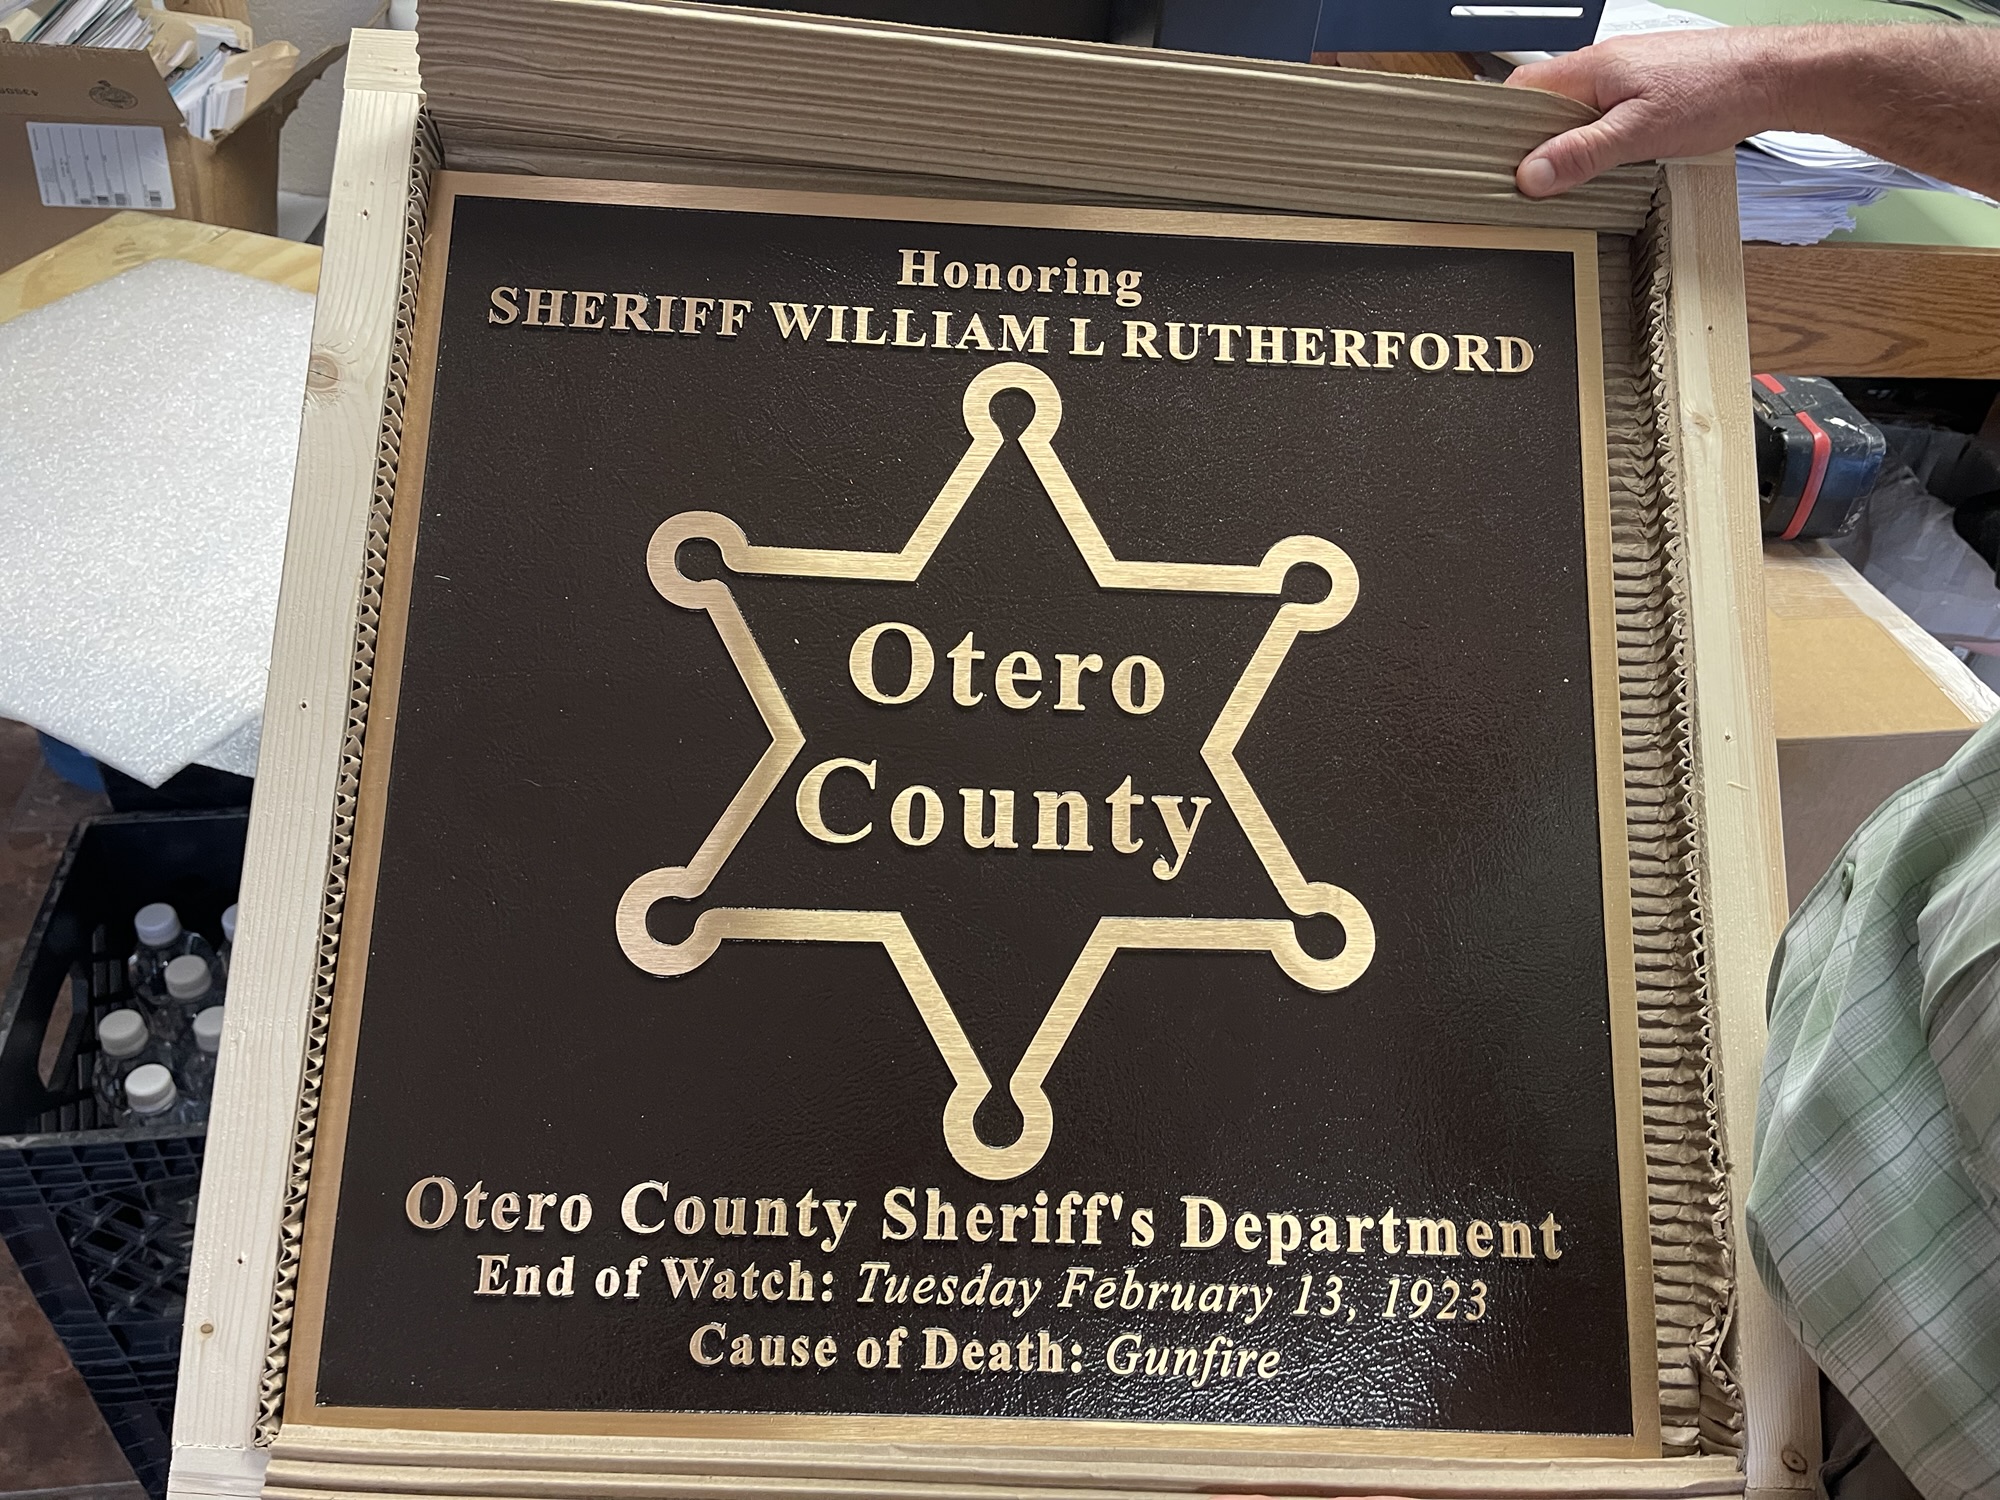 Honoring
SHERIFF WILLIAM L RUTHERFORD
Otero
County
Otero County Sheriff's Department
End of Watch: Tuesday February 13, 1923
Cause of Death: Gunfire